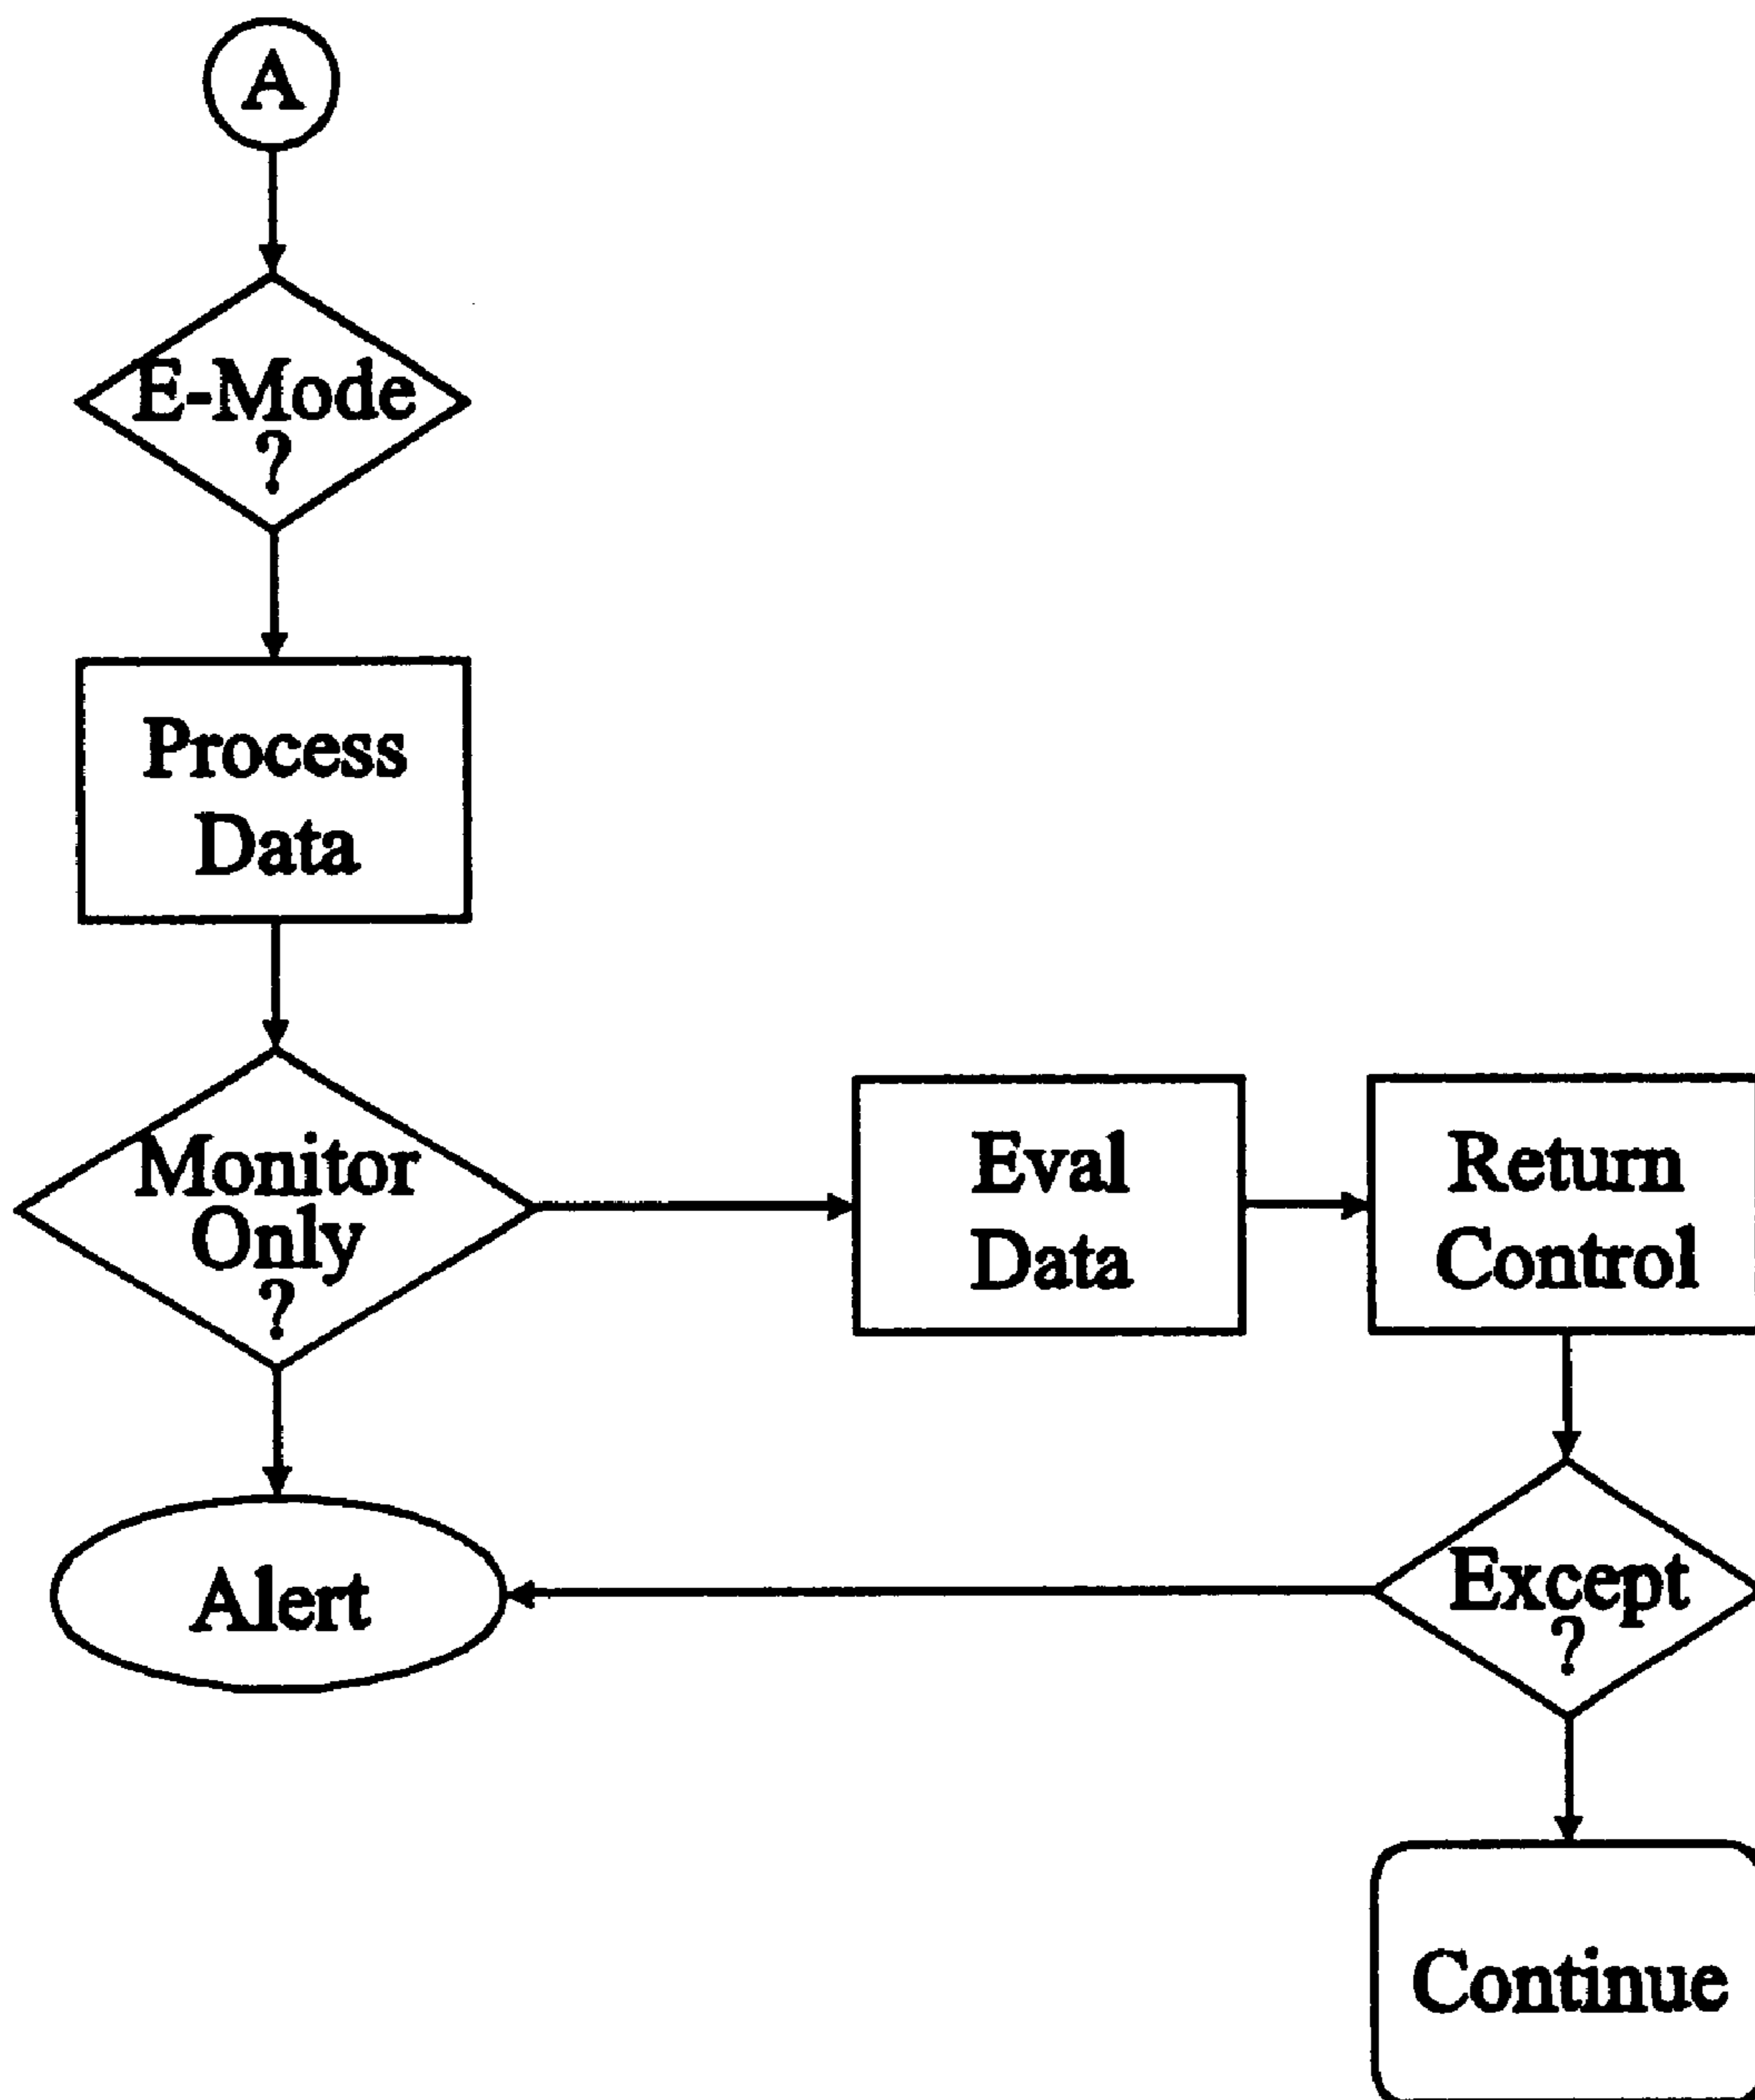 A
E-Mode
?
Process
Data
Monitor
Only
?
Eval
Data
Return
Control
Alert
Except
?
Continue